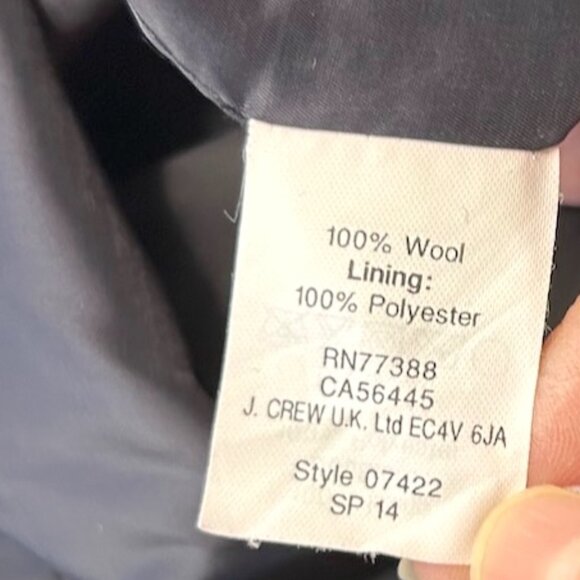 100% Wool
Lining:
100% Polyester
RN77388
CA56445
J. CREW U.K. Ltd EC4V 6JA
Style 07422
SP 14